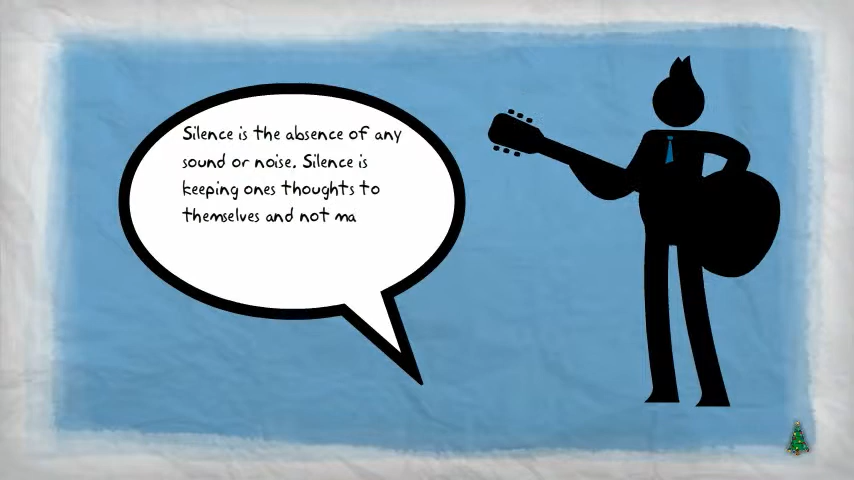 Silence is the absence of any
sound or noise. Silence is
keeping ones thoughts to
themselves and not ma